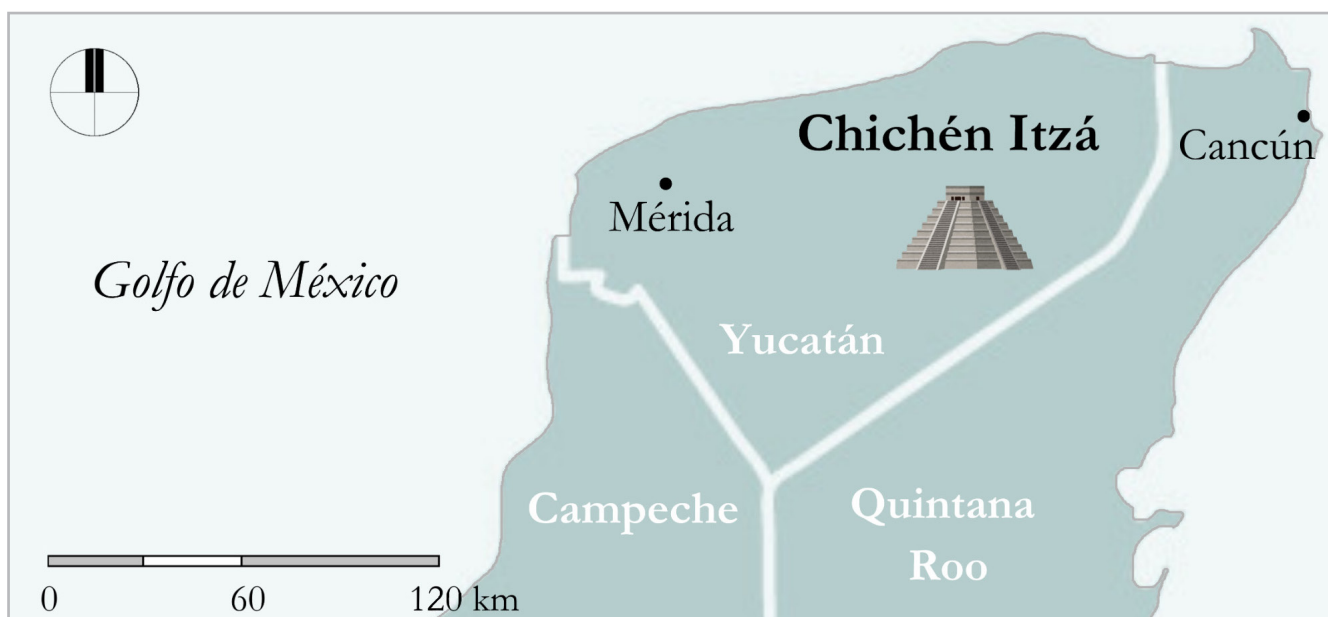 Chichén Itzá
Cancún
Mérida
Golfo de México
Yucatán
Campeche
Quintana
Roo
0 60 120 km